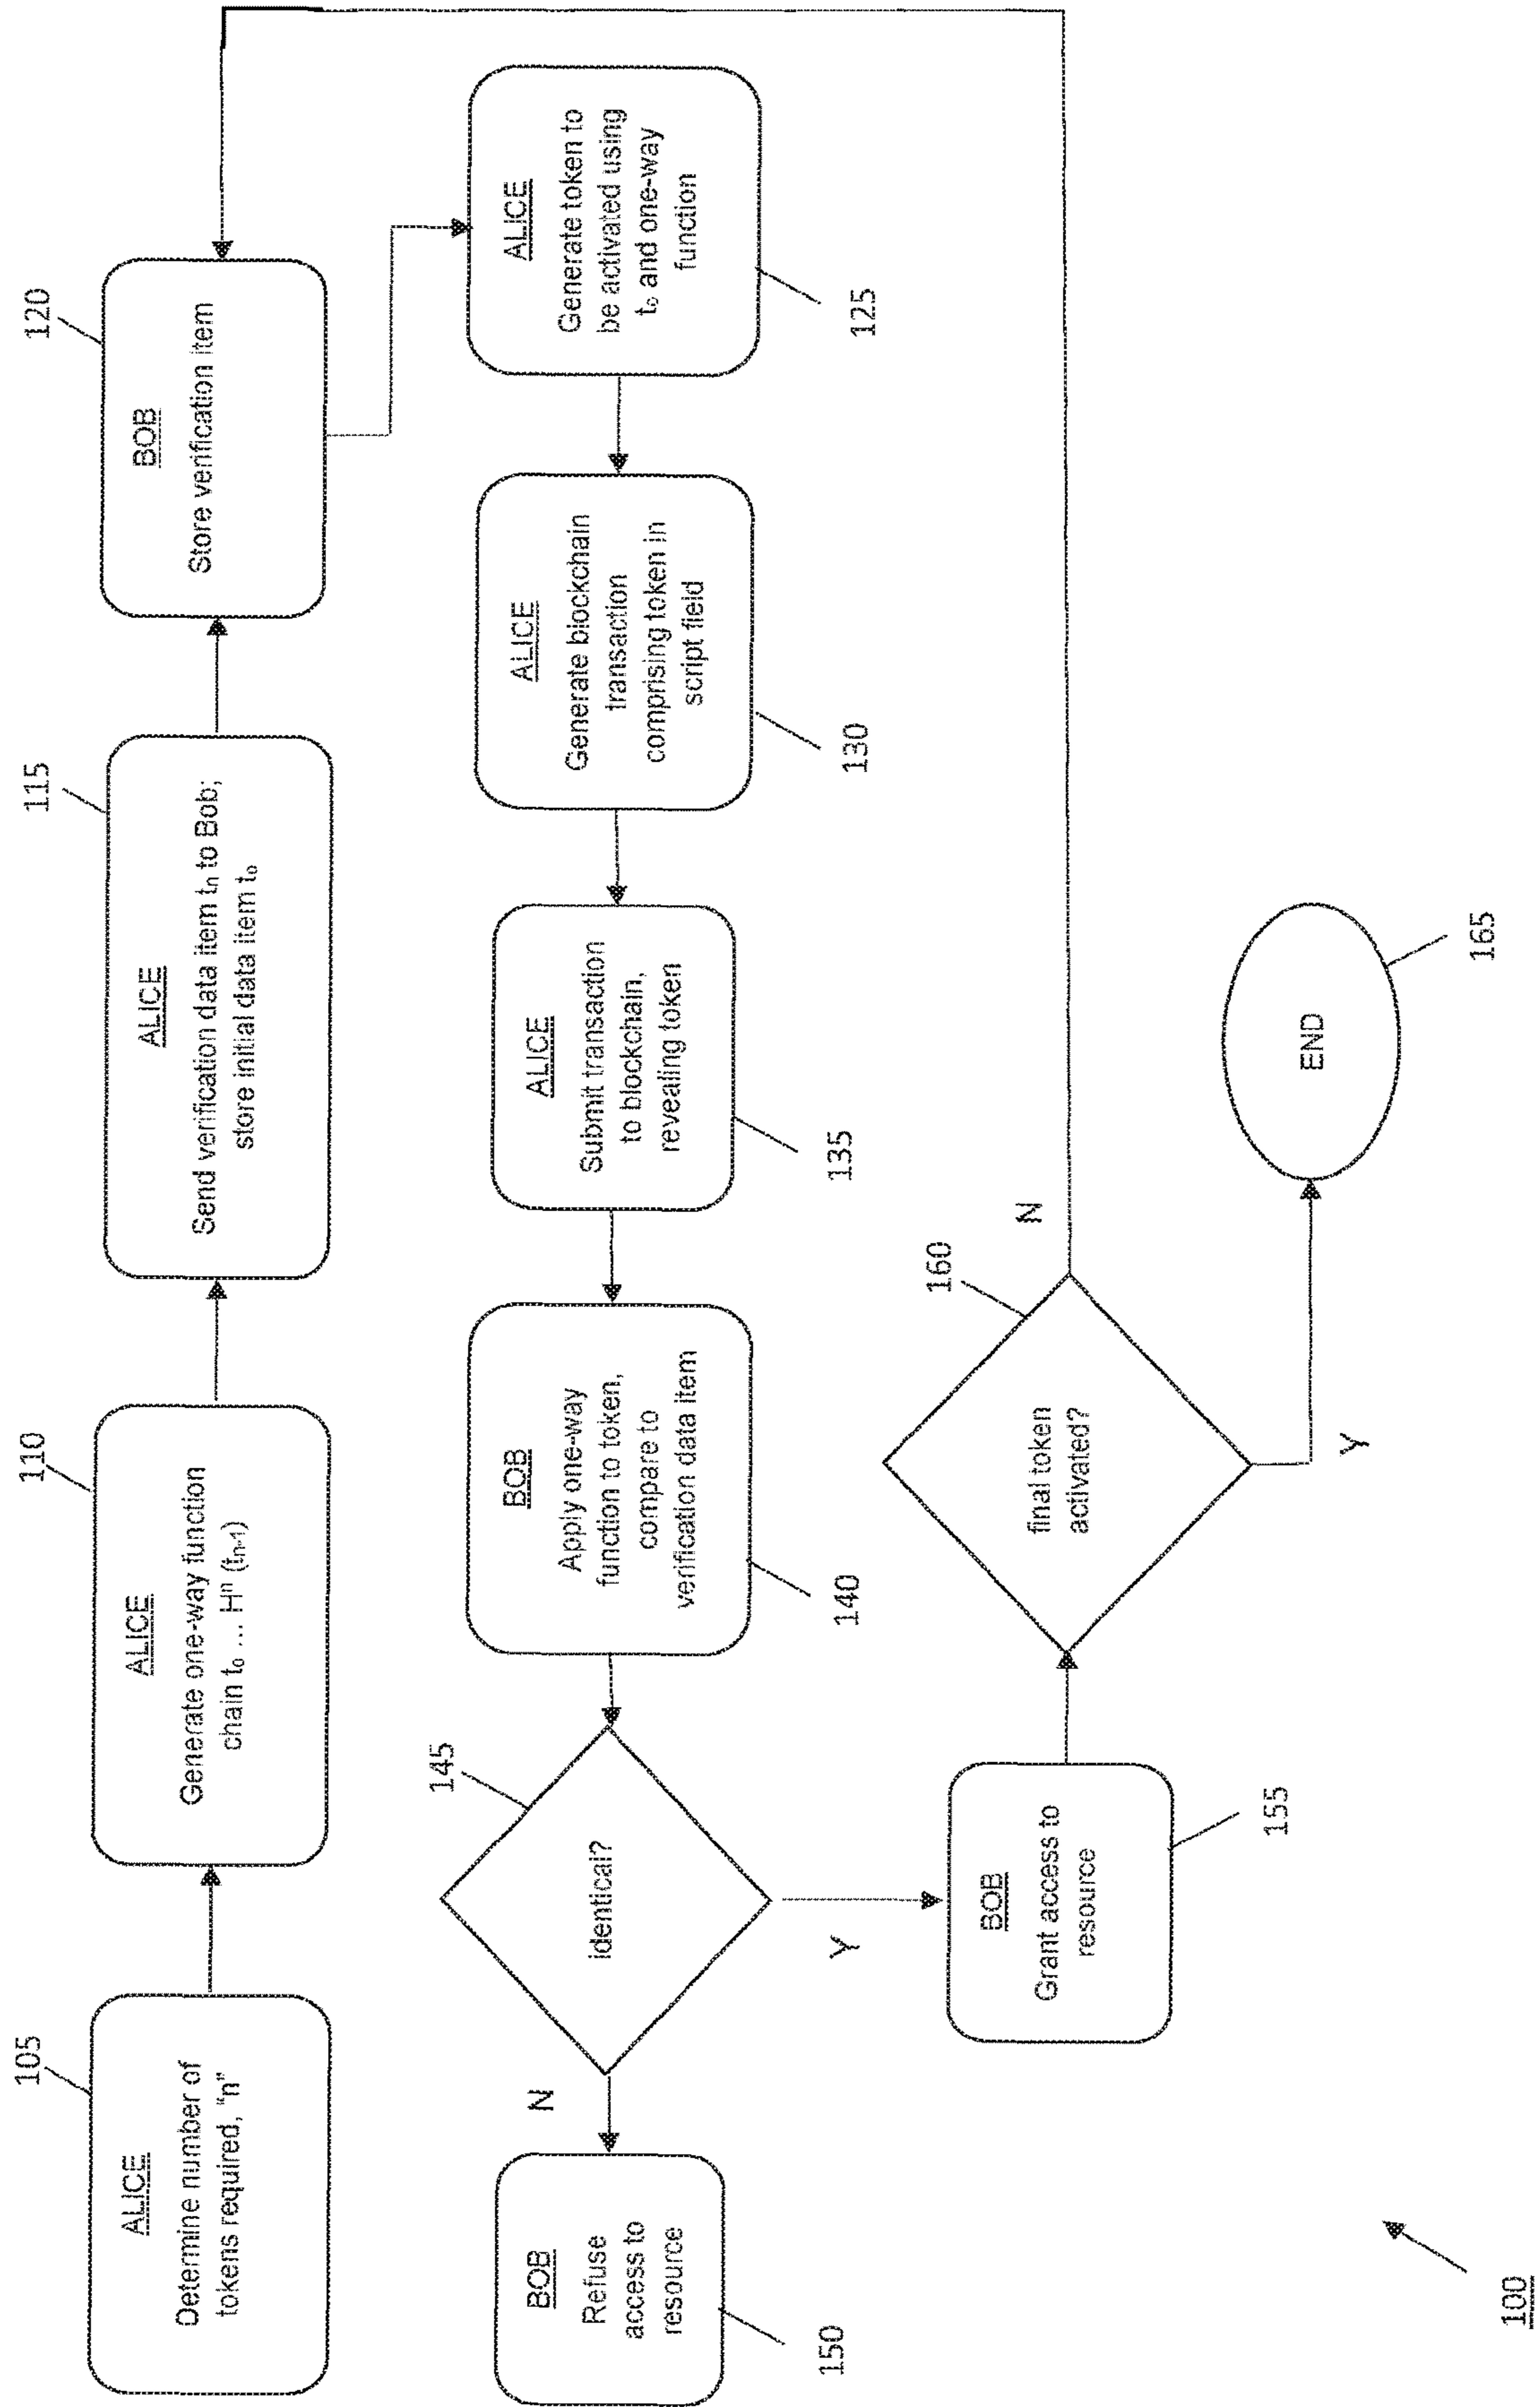 105
ALICE
Determine number of
tokens required, "n"
110
ALICE
Generate one-way function
chain t₀ ... Hⁿ (tₙ₋₁)
115
ALICE
Send verification data item tₙ to Bob;
store initial data item t₀
120
BOB
Store verification item
ALICE
Generate token to
be activated using
t₀ and one-way
function
125
ALICE
Generate blockchain
transaction
comprising token in
script field
130
ALICE
Submit transaction
to blockchain,
revealing token
135
BOB
Apply one-way
function to token,
compare to
verification data item
140
145
identical?
N
Y
BOB
Refuse
access to
resource
150
BOB
Grant access to
resource
155
160
final token
activated?
N
Y
END
165
100